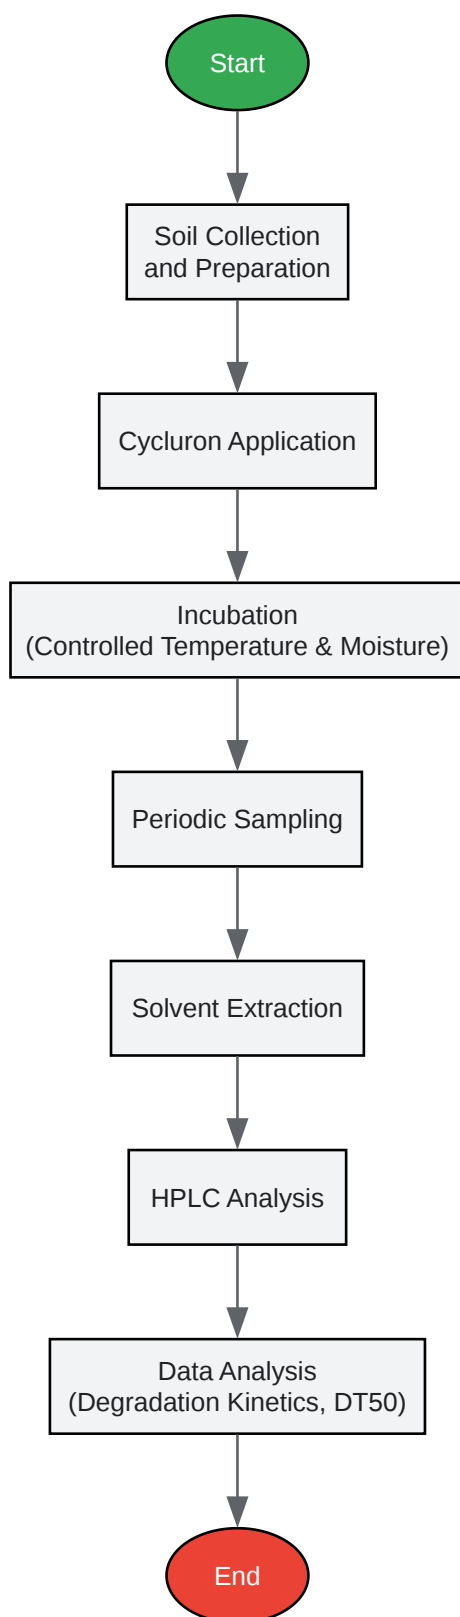 Start
Soil Collection
and Preparation
Cycluron Application
Incubation
(Controlled Temperature & Moisture)
Periodic Sampling
Solvent Extraction
HPLC Analysis
Data Analysis
(Degradation Kinetics, DT50)
End